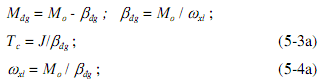 M_dg = M_o - β_dg ; β_dg = M_o / ω_xl ;
T_c = J/β_dg ; (5-3a)
ω_xl = M_o / β_dg ; (5-4a)